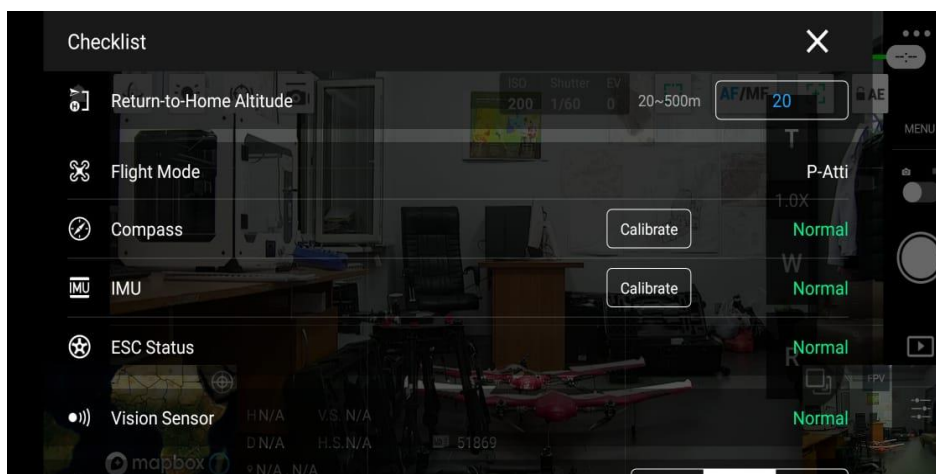 Checklist
ISO Shutter EV
Return-to-Home Altitude 200 1/60 0 20~500m AF/MF 20 AE
T
MENU
Flight Mode P-Atti
1.0X
Compass Calibrate Normal
W
IMU IMU Calibrate Normal
ESC Status Normal
R
FPV
Vision Sensor H N/A V.S. N/A Normal
D N/A H.S. N/A 51869
mapbox N/A N/A